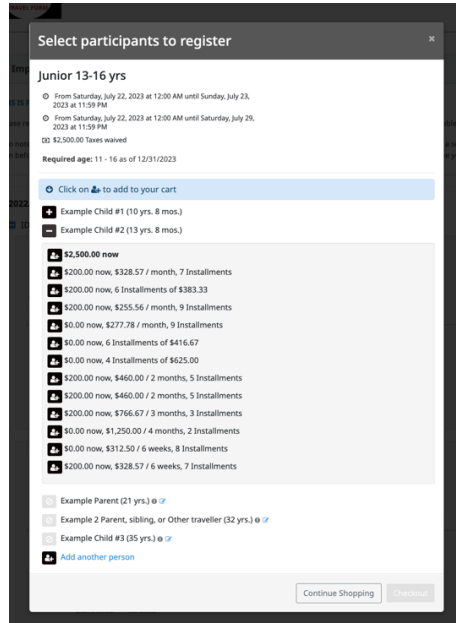 TRAVEL FORM
Select participants to register
×
Junior 13-16 yrs
From Saturday, July 22, 2023 at 12:00 AM until Sunday, July 23,
2023 at 11:59 PM
From Saturday, July 22, 2023 at 12:00 AM until Saturday, July 29,
2023 at 11:59 PM
$2,500.00 Taxes waived
Required age: 11 - 16 as of 12/31/2023
Click on to add to your cart
Example Child #1 (10 yrs. 8 mos.)
Example Child #2 (13 yrs. 8 mos.)
$2,500.00 now
$200.00 now, $328.57 / month, 7 Installments
$200.00 now, 6 Installments of $383.33
$200.00 now, $255.56 / month, 9 Installments
$0.00 now, $277.78 / month, 9 Installments
$0.00 now, 6 Installments of $416.67
$0.00 now, 4 Installments of $625.00
$200.00 now, $460.00 / 2 months, 5 Installments
$200.00 now, $460.00 / 2 months, 5 Installments
$200.00 now, $766.67 / 3 months, 3 Installments
$0.00 now, $1,250.00 / 4 months, 2 Installments
$0.00 now, $312.50 / 6 weeks, 8 Installments
$200.00 now, $328.57 / 6 weeks, 7 Installments
Example Parent (21 yrs.)
Example 2 Parent, sibling, or Other traveller (32 yrs.)
Example Child #3 (35 yrs.)
Add another person
Continue Shopping
Checkout
2022